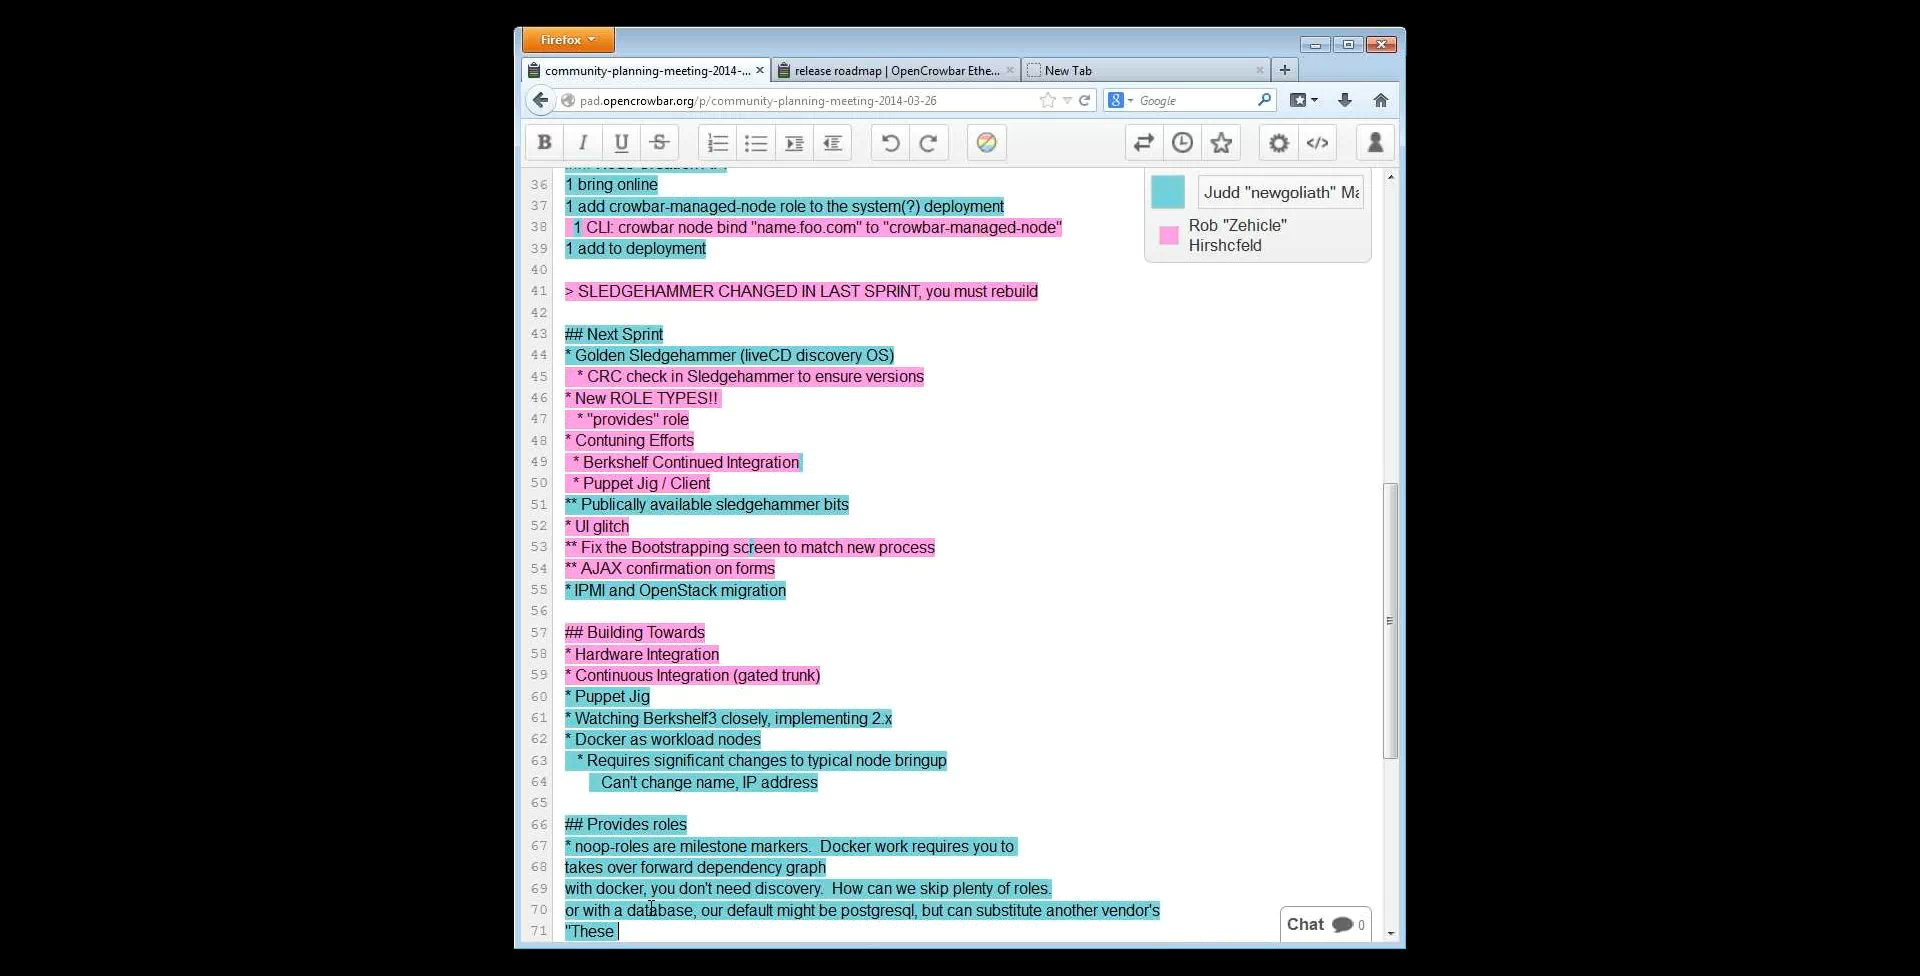 Firefox
community-planning-meeting-2014-...
release roadmap | OpenCrowbar Ethe...
New Tab
pad.opencrowbar.org/p/community-planning-meeting-2014-03-26
Google
B I U S
Judd "newgoliath" Ma
Rob "Zehicle"
Hirshcfeld
36 1 bring online
37 1 add crowbar-managed-node role to the system(?) deployment
38 1 CLI: crowbar node bind "name.foo.com" to "crowbar-managed-node"
39 1 add to deployment
40
41 > SLEDGEHAMMER CHANGED IN LAST SPRINT, you must rebuild
42
43 ## Next Sprint
44 * Golden Sledgehammer (liveCD discovery OS)
45 * CRC check in Sledgehammer to ensure versions
46 * New ROLE TYPES!!
47 * "provides" role
48 * Contuning Efforts
49 * Berkshelf Continued Integration
50 * Puppet Jig / Client
51 ** Publically available sledgehammer bits
52 * UI glitch
53 ** Fix the Bootstrapping screen to match new process
54 ** AJAX confirmation on forms
55 * IPMI and OpenStack migration
56
57 ## Building Towards
58 * Hardware Integration
59 * Continuous Integration (gated trunk)
60 * Puppet Jig
61 * Watching Berkshelf3 closely, implementing 2.x
62 * Docker as workload nodes
63 * Requires significant changes to typical node bringup
64 Can't change name, IP address
65
66 ## Provides roles
67 * noop-roles are milestone markers.  Docker work requires you to
68 takes over forward dependency graph
69 with docker, you don't need discovery.  How can we skip plenty of roles.
70 or with a database, our default might be postgresql, but can substitute another vendor's
71 "These
Chat 0